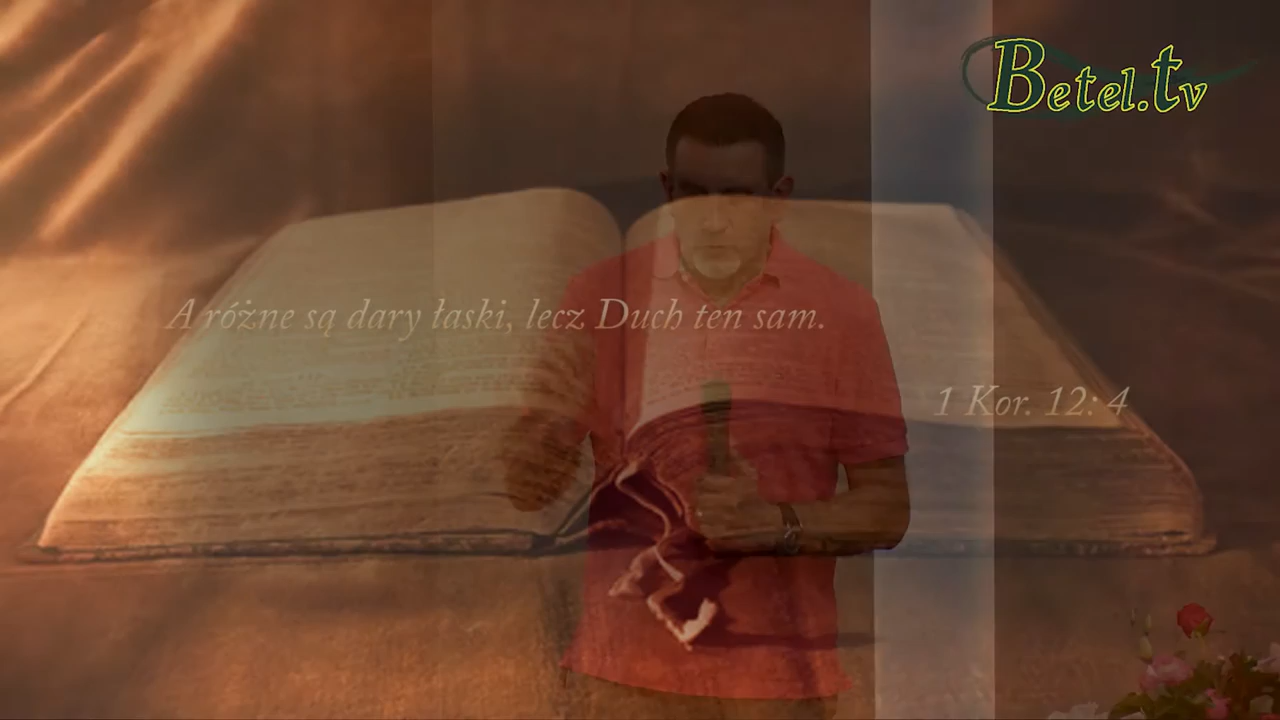 Betel.tv
A różne są dary łaski, lecz Duch ten sam.
1 Kor. 12: 4